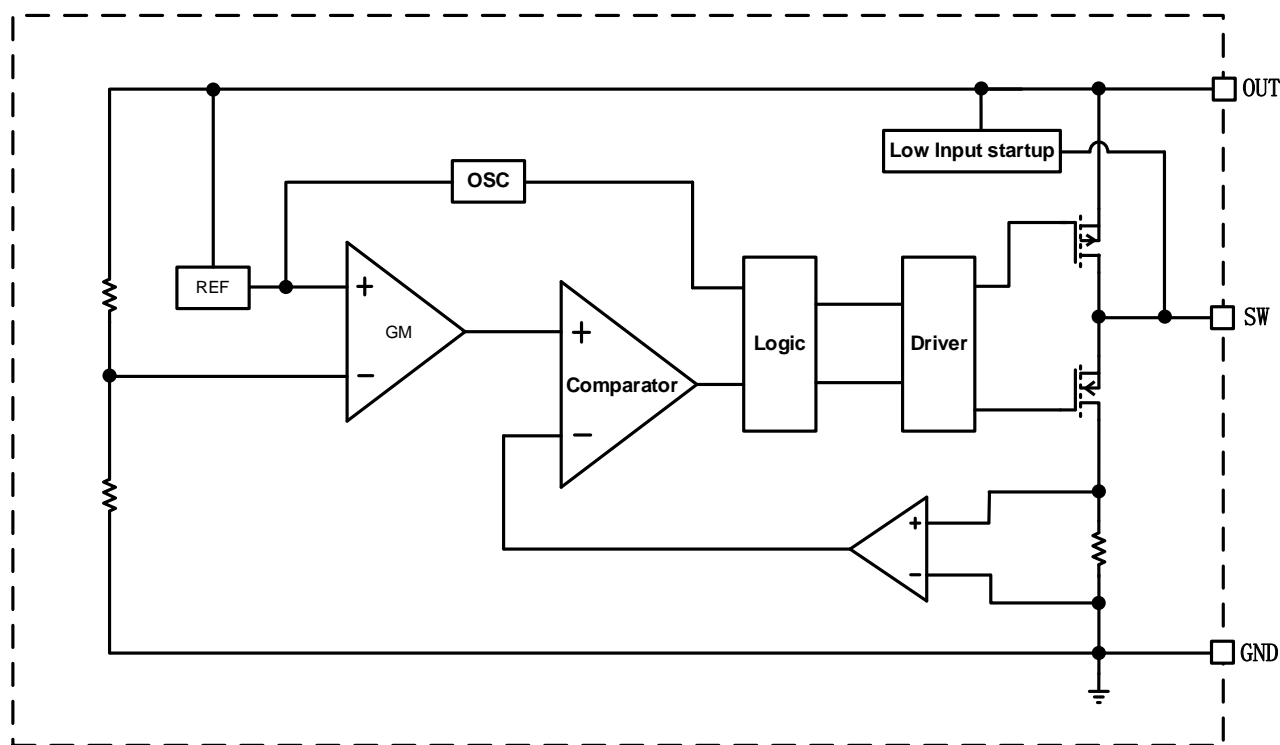 OUT
Low Input startup
OSC
REF
+
GM
−
SW
+
Comparator
−
Logic
Driver
+
−
GND